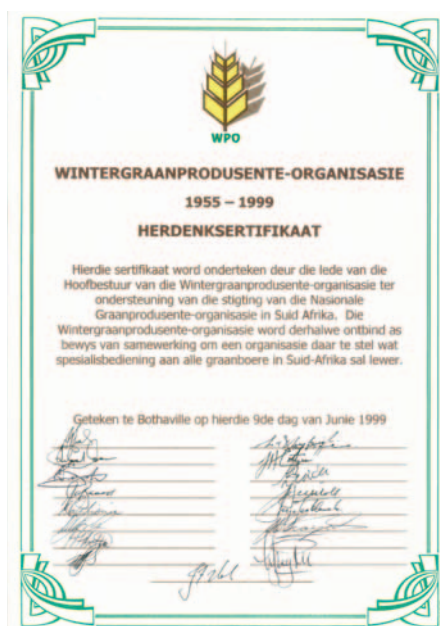 WPO
WINTERGRAANPRODUSENTE-ORGANISASIE
1955 – 1999
HERDENKSERTIFIKAAT
Hierdie sertifikaat word onderteken deur die lede van die
Hoofbestuur van die Wintergraanprodusente-organisasie ter
ondersteuning van die stigting van die Nasionale
Graanprodusente-organisasie in Suid Afrika. Die
Wintergraanprodusente-organisasie word derhalwe ontbind as
bewys van samewerking om een organisasie daar te stel wat
spesialisbediening aan alle graanboere in Suid-Afrika sal lewer.
Geteken te Bothaville op hierdie 9de dag van Junie 1999